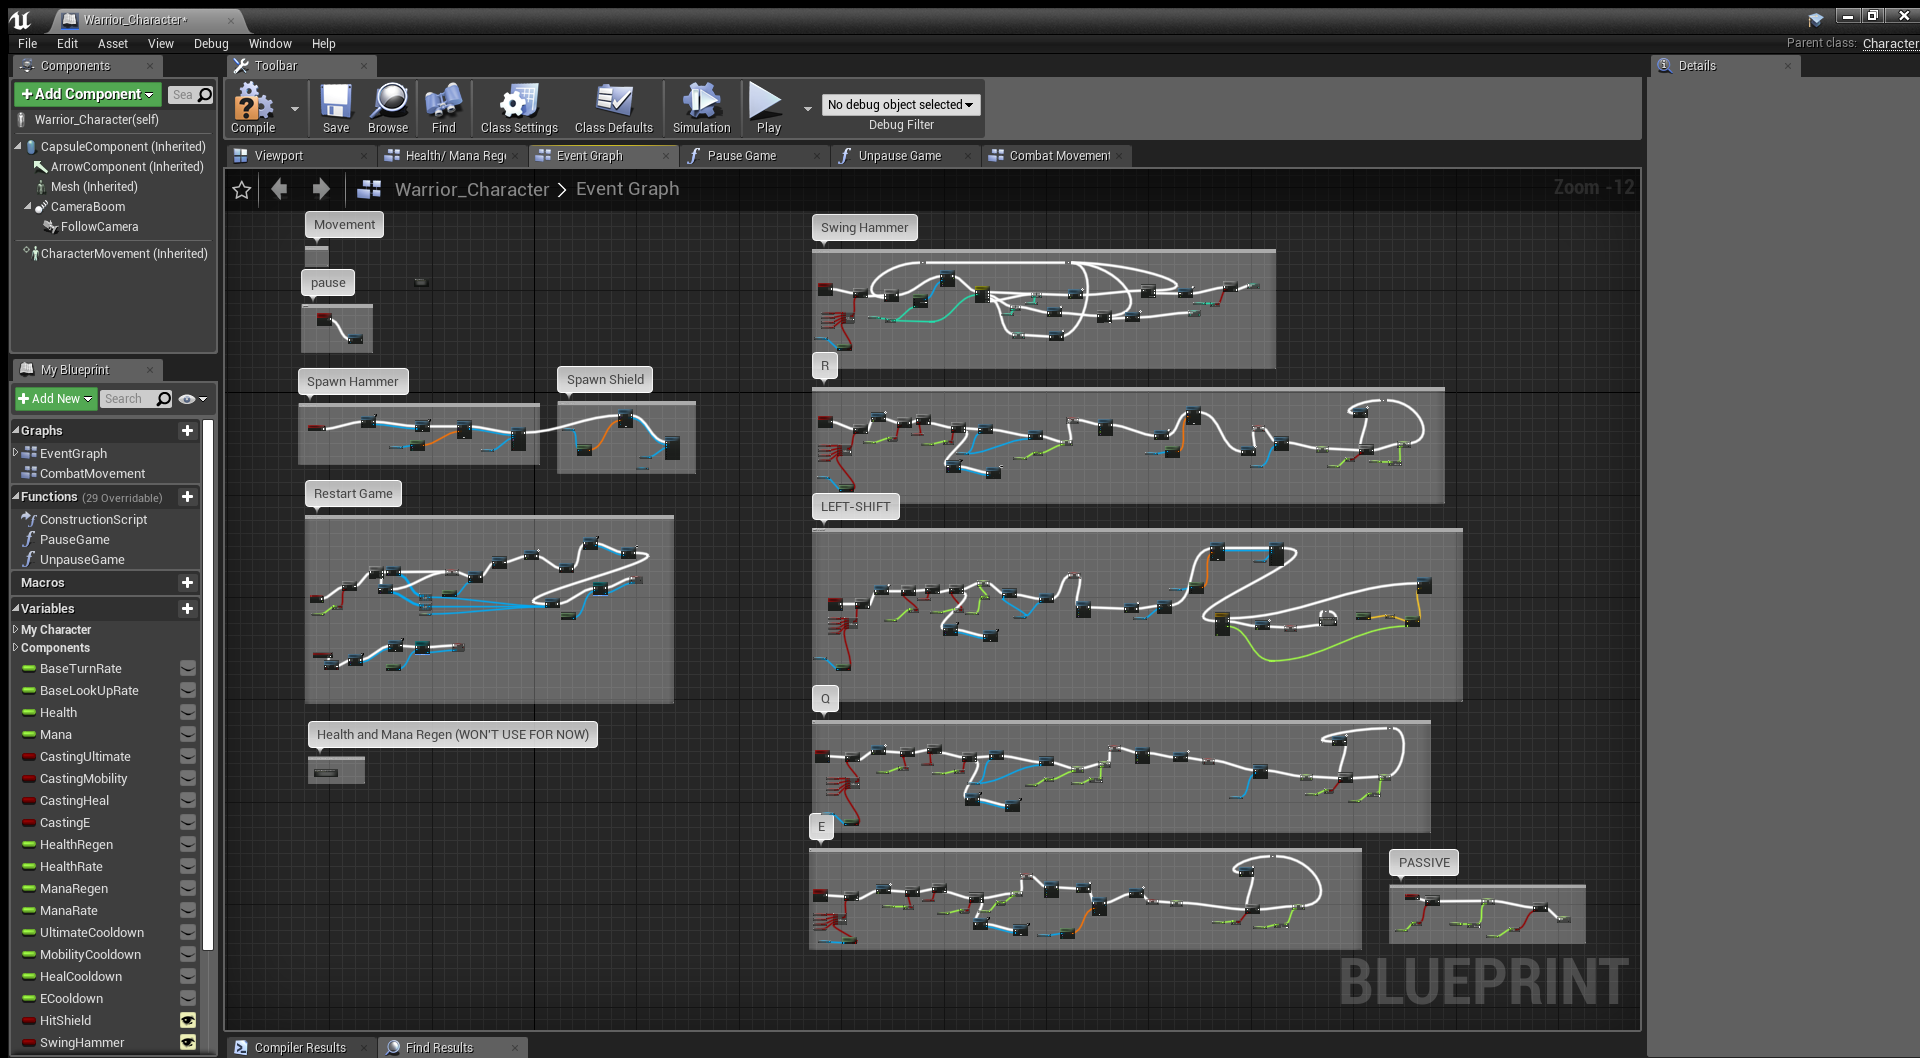 Warrior_Character*
File Edit Asset View Debug Window Help
Parent class: Character
Components
Toolbar
Details
Add Component
Sea
Warrior_Character(self)
CapsuleComponent (Inherited)
ArrowComponent (Inherited)
Mesh (Inherited)
CameraBoom
FollowCamera
CharacterMovement (Inherited)
Compile
Save
Browse
Find
Class Settings
Class Defaults
Simulation
Play
No debug object selected
Debug Filter
Viewport
Health/ Mana Reg
Event Graph
Pause Game
Unpause Game
Combat Movement
Warrior_Character > Event Graph
Zoom -12
My Blueprint
Add New
Search
Graphs
EventGraph
CombatMovement
Functions (29 Overridable)
ConstructionScript
PauseGame
UnpauseGame
Macros
Variables
My Character
Components
BaseTurnRate
BaseLookUpRate
Health
Mana
CastingUltimate
CastingMobility
CastingHeal
CastingE
HealthRegen
HealthRate
ManaRegen
ManaRate
UltimateCooldown
MobilityCooldown
HealCooldown
ECooldown
HitShield
SwingHammer
Movement
pause
Spawn Hammer
Spawn Shield
Restart Game
Health and Mana Regen (WON'T USE FOR NOW)
Swing Hammer
R
LEFT-SHIFT
Q
E
PASSIVE
BLUEPRINT
Compiler Results
Find Results